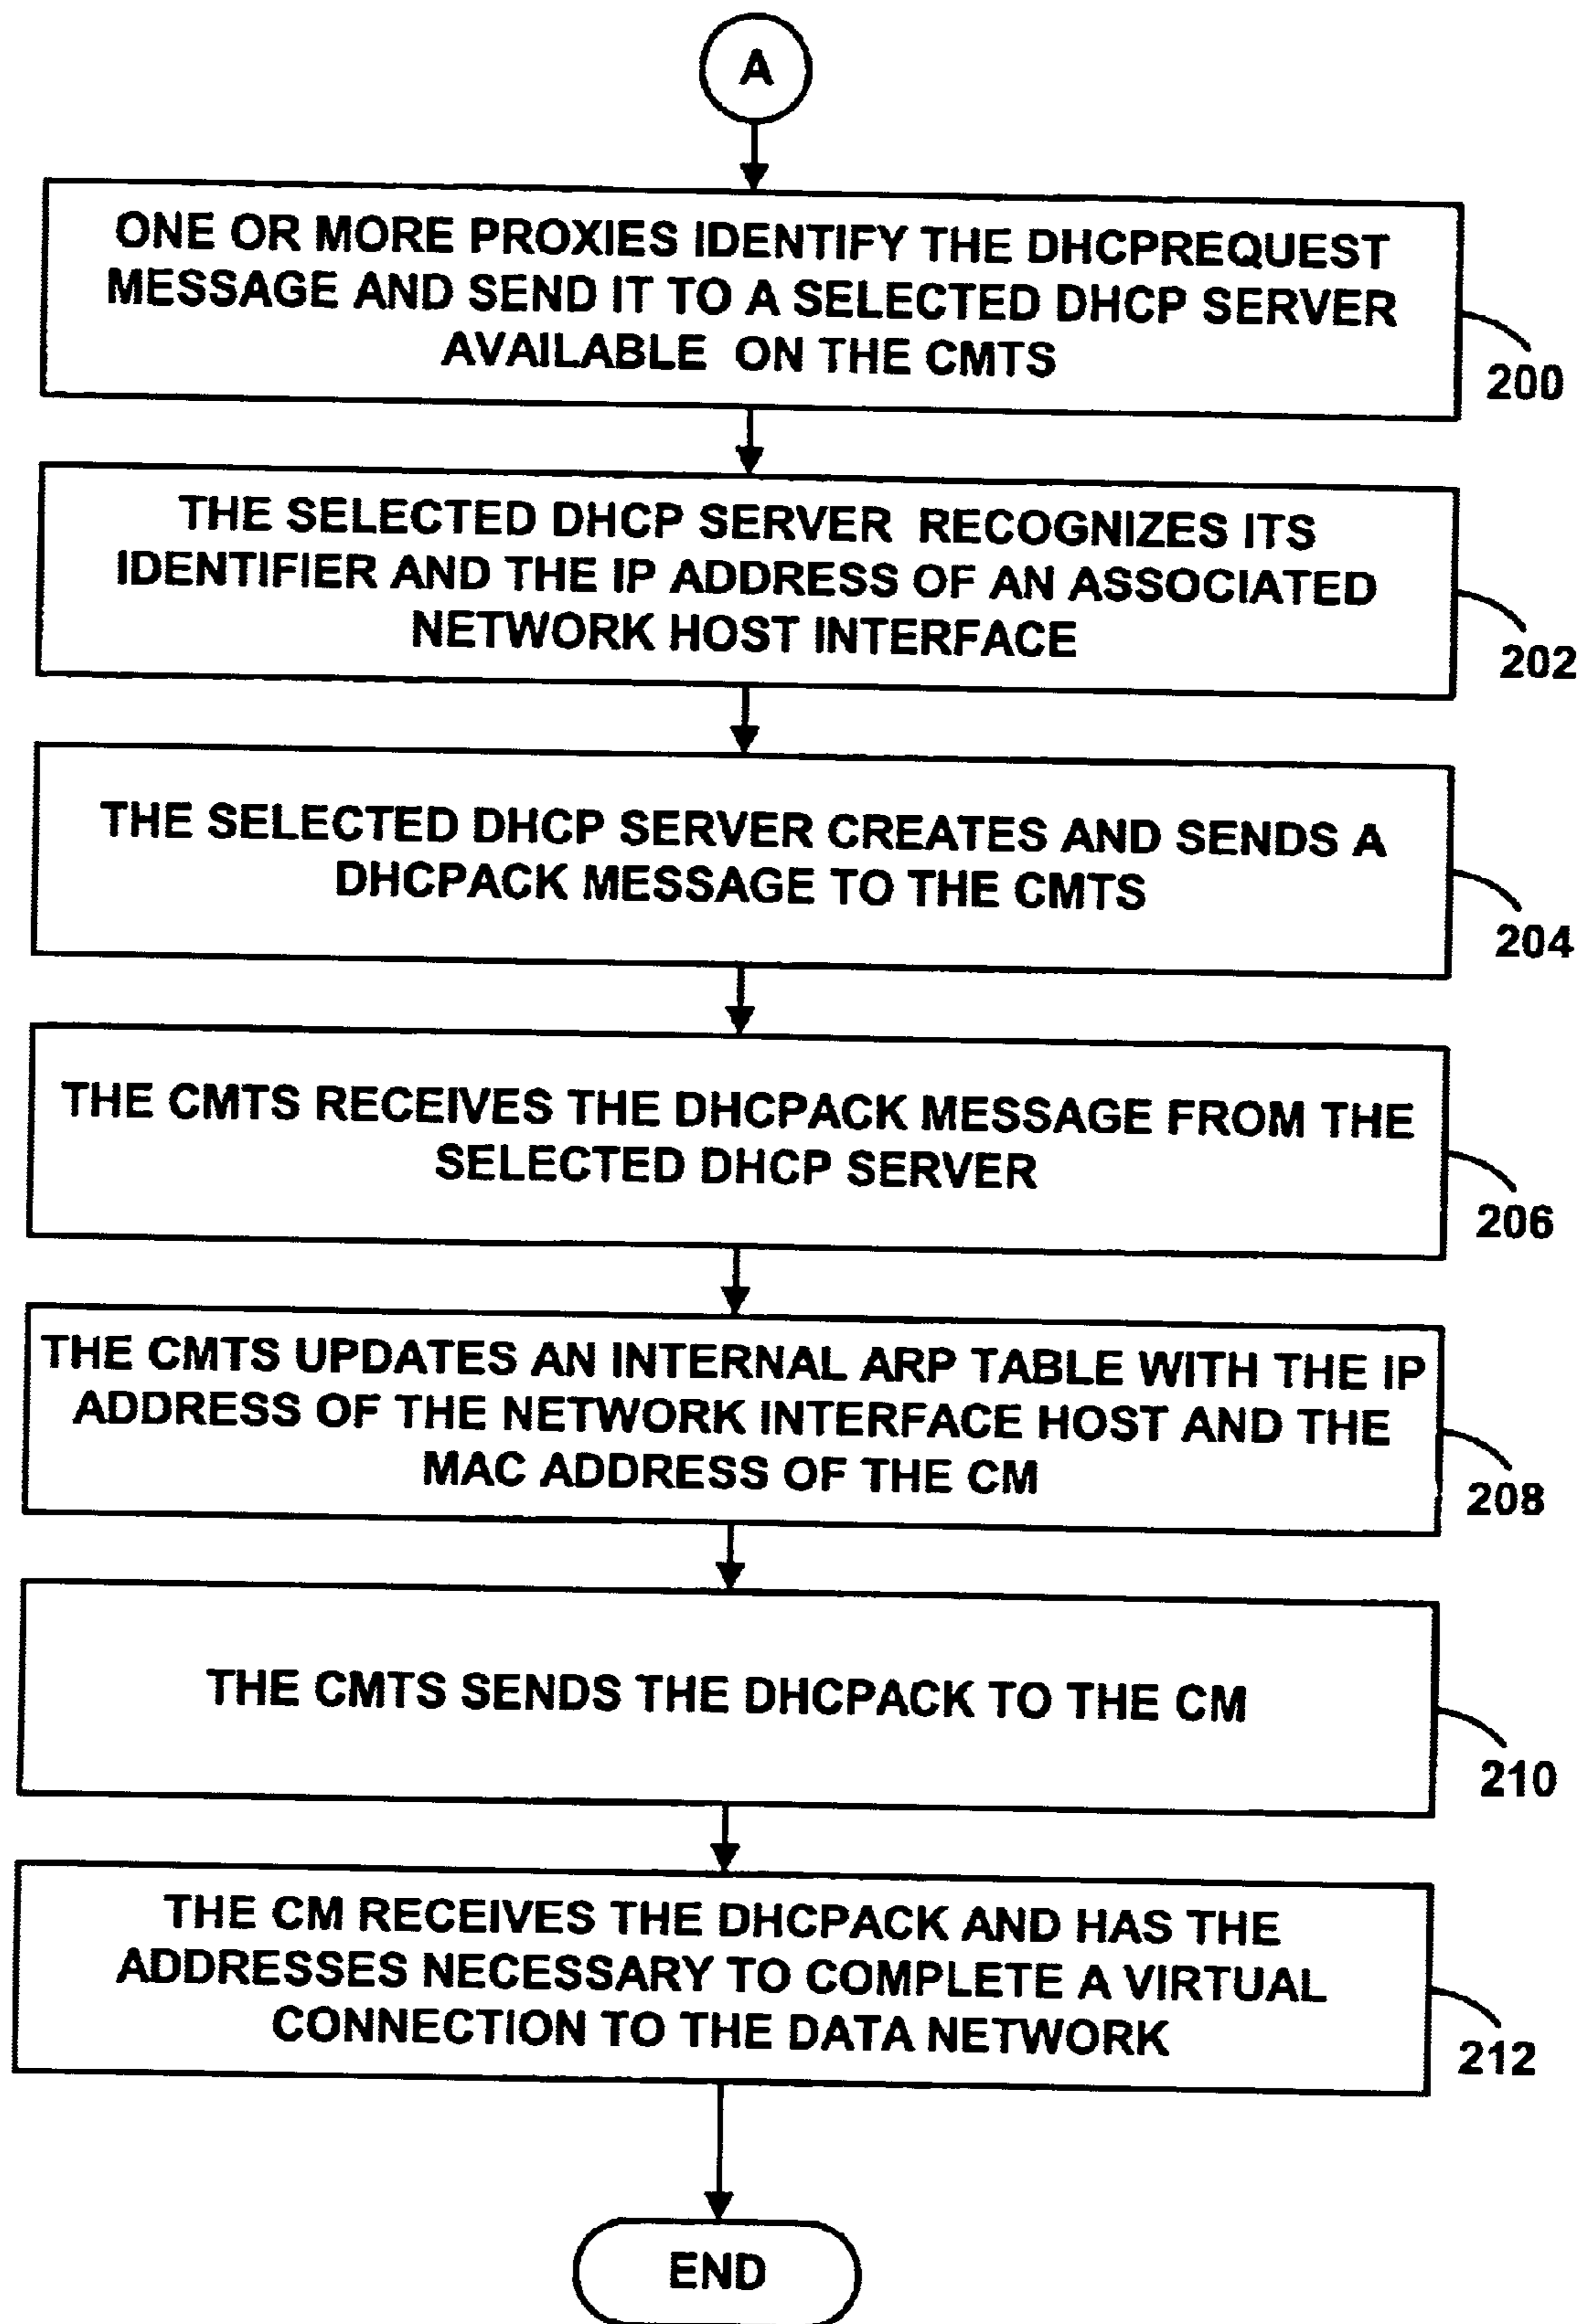 A
ONE OR MORE PROXIES IDENTIFY THE DHCPREQUEST
MESSAGE AND SEND IT TO A SELECTED DHCP SERVER
AVAILABLE ON THE CMTS
200
THE SELECTED DHCP SERVER RECOGNIZES ITS
IDENTIFIER AND THE IP ADDRESS OF AN ASSOCIATED
NETWORK HOST INTERFACE
202
THE SELECTED DHCP SERVER CREATES AND SENDS A
DHCPACK MESSAGE TO THE CMTS
204
THE CMTS RECEIVES THE DHCPACK MESSAGE FROM THE
SELECTED DHCP SERVER
206
THE CMTS UPDATES AN INTERNAL ARP TABLE WITH THE IP
ADDRESS OF THE NETWORK INTERFACE HOST AND THE
MAC ADDRESS OF THE CM
208
THE CMTS SENDS THE DHCPACK TO THE CM
210
THE CM RECEIVES THE DHCPACK AND HAS THE
ADDRESSES NECESSARY TO COMPLETE A VIRTUAL
CONNECTION TO THE DATA NETWORK
212
END